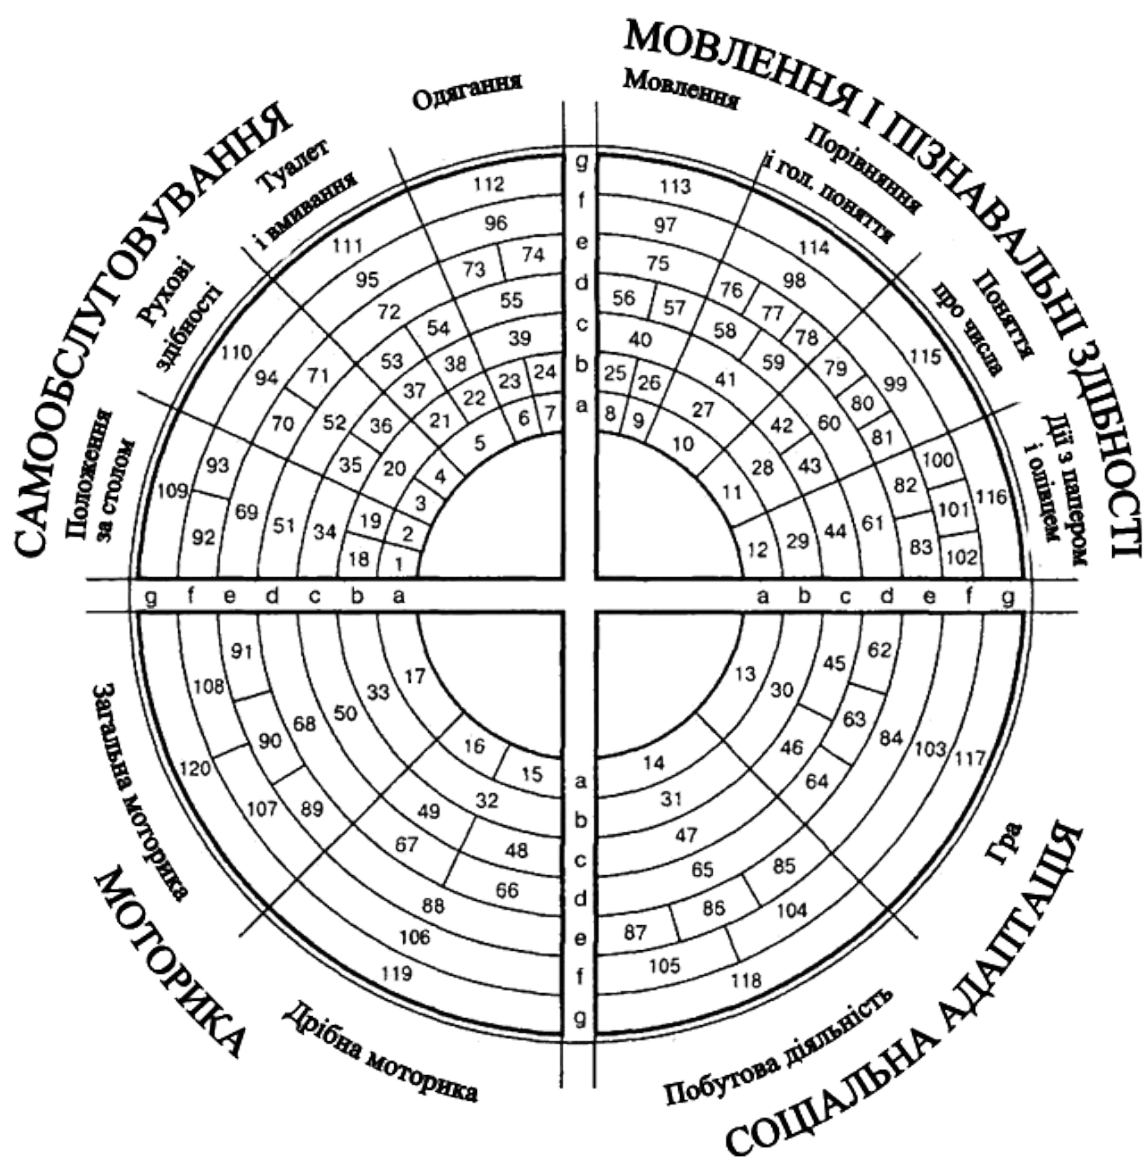 САМООБСЛУГОВУВАННЯ
Положення
за столом
Рухові
здібності
Туалет
і вмивання
Одягання
МОВЛЕННЯ І ПІЗНАВАЛЬНІ ЗДІБНОСТІ
Мовлення
Порівняння
і гол. поняття
Поняття
про числа
Дії з папером
і олівцем
g
112 113
f
111 96 97 114
e
95 73 74 75 98
d
72 55 56 57 76 77 78
110 54 39 c 40 58 59 115
94 71 53 38 b 41 79 99
37 22 23 24 25 26 27 80
70 52 36 21 6 7 a 8 9 10 42 60 81
93 35 20 5 28 43 100
109 4 11 82 116
69 3 101
92 51 34 19 2 12 29 44 61 83 102
18 1
g f e d c b a a b c d e f g
91 17 13 45 62
108 33 30
50 63
90 68 16 46 84 103 117
120 15 a 14 64
107 89 49 32 b 31
67 48 c 47 85
66 d 65 86 104
88 e 87
106 f 105
119 118
g
Загальна моторика
МОТОРИКА
Дрібна моторика
Гра
СОЦІАЛЬНА АДАПТАЦІЯ
Побутова діяльність